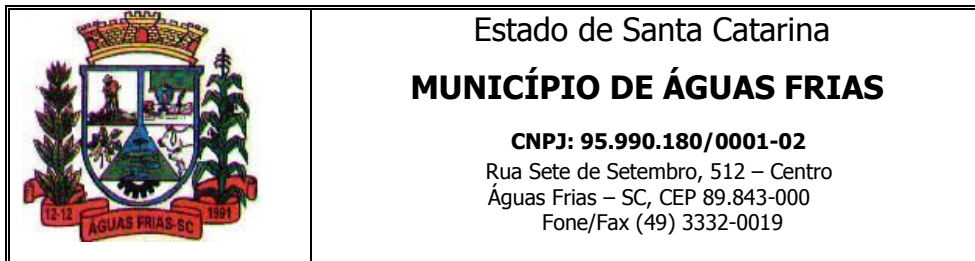 12-12
1991
ÁGUAS FRIAS-SC
Estado de Santa Catarina
MUNICÍPIO DE ÁGUAS FRIAS
CNPJ: 95.990.180/0001-02
Rua Sete de Setembro, 512 – Centro
Águas Frias – SC, CEP 89.843-000
Fone/Fax (49) 3332-0019